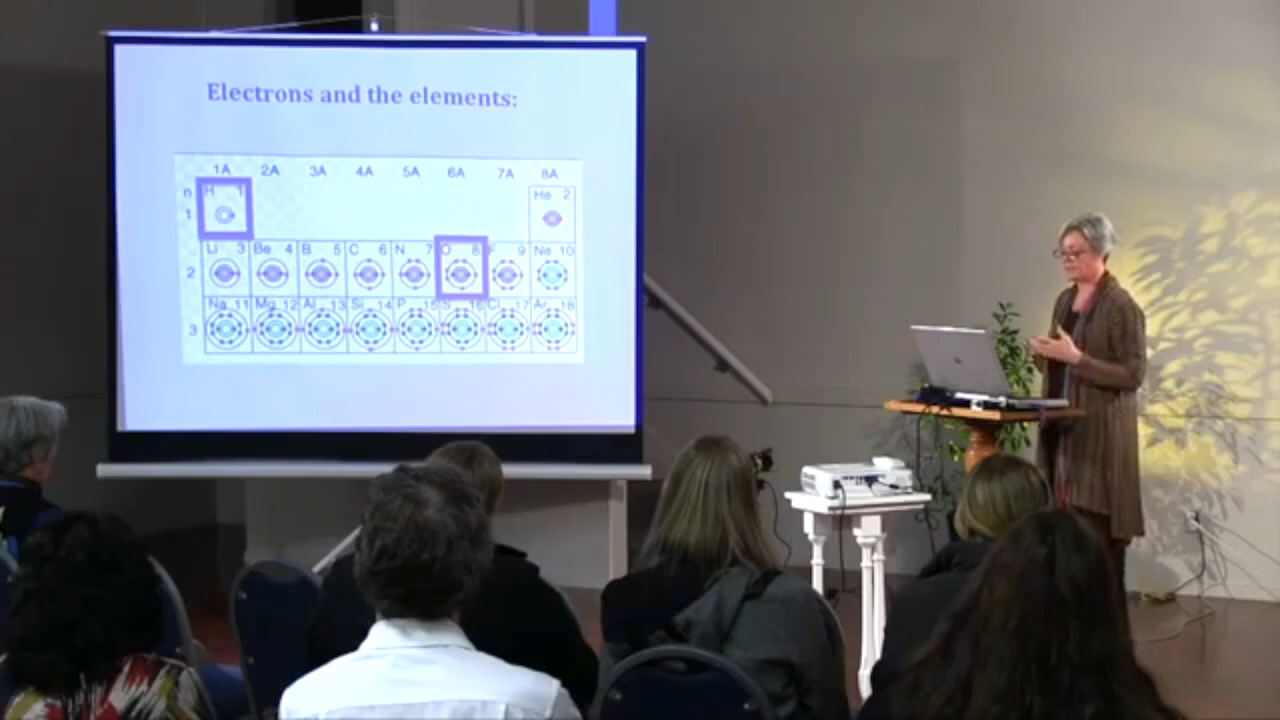 Electrons and the elements:
1A 2A 3A 4A 5A 6A 7A 8A
n H 1 He 2
1
Li 3 Be 4 B 5 C 6 N 7 O 8 F 9 Ne 10
2
Na 11 Mg 12 Al 13 Si 14 P 15 S 16 Cl 17 Ar 18
3